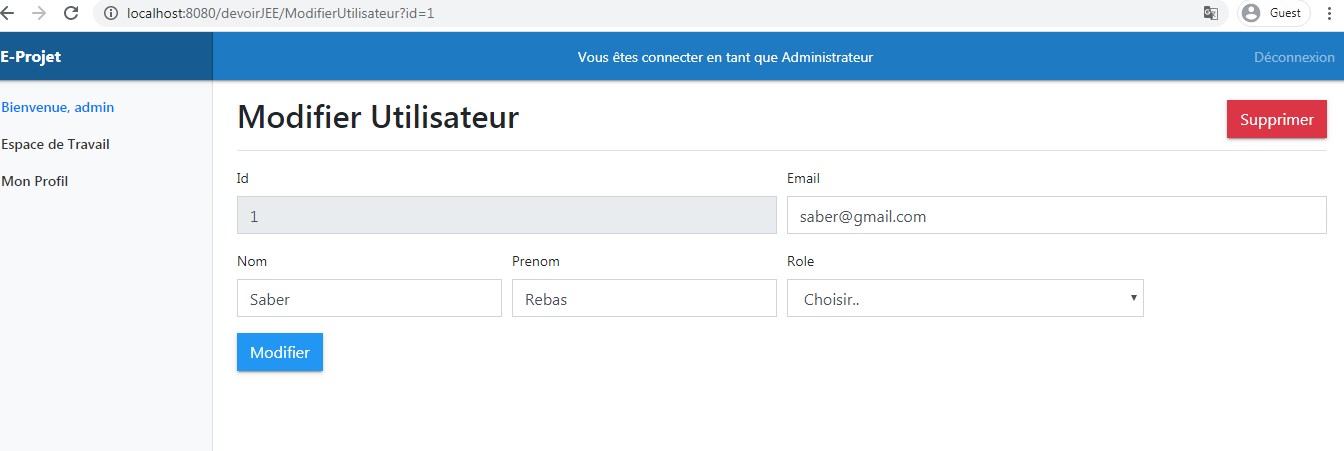 localhost:8080/devoirJEE/ModifierUtilisateur?id=1 Guest
E-Projet Vous êtes connecter en tant que Administrateur Déconnexion
Bienvenue, admin
Espace de Travail
Mon Profil
Modifier Utilisateur Supprimer
Id Email
1 saber@gmail.com
Nom Prenom Role
Saber Rebas Choisir..
Modifier